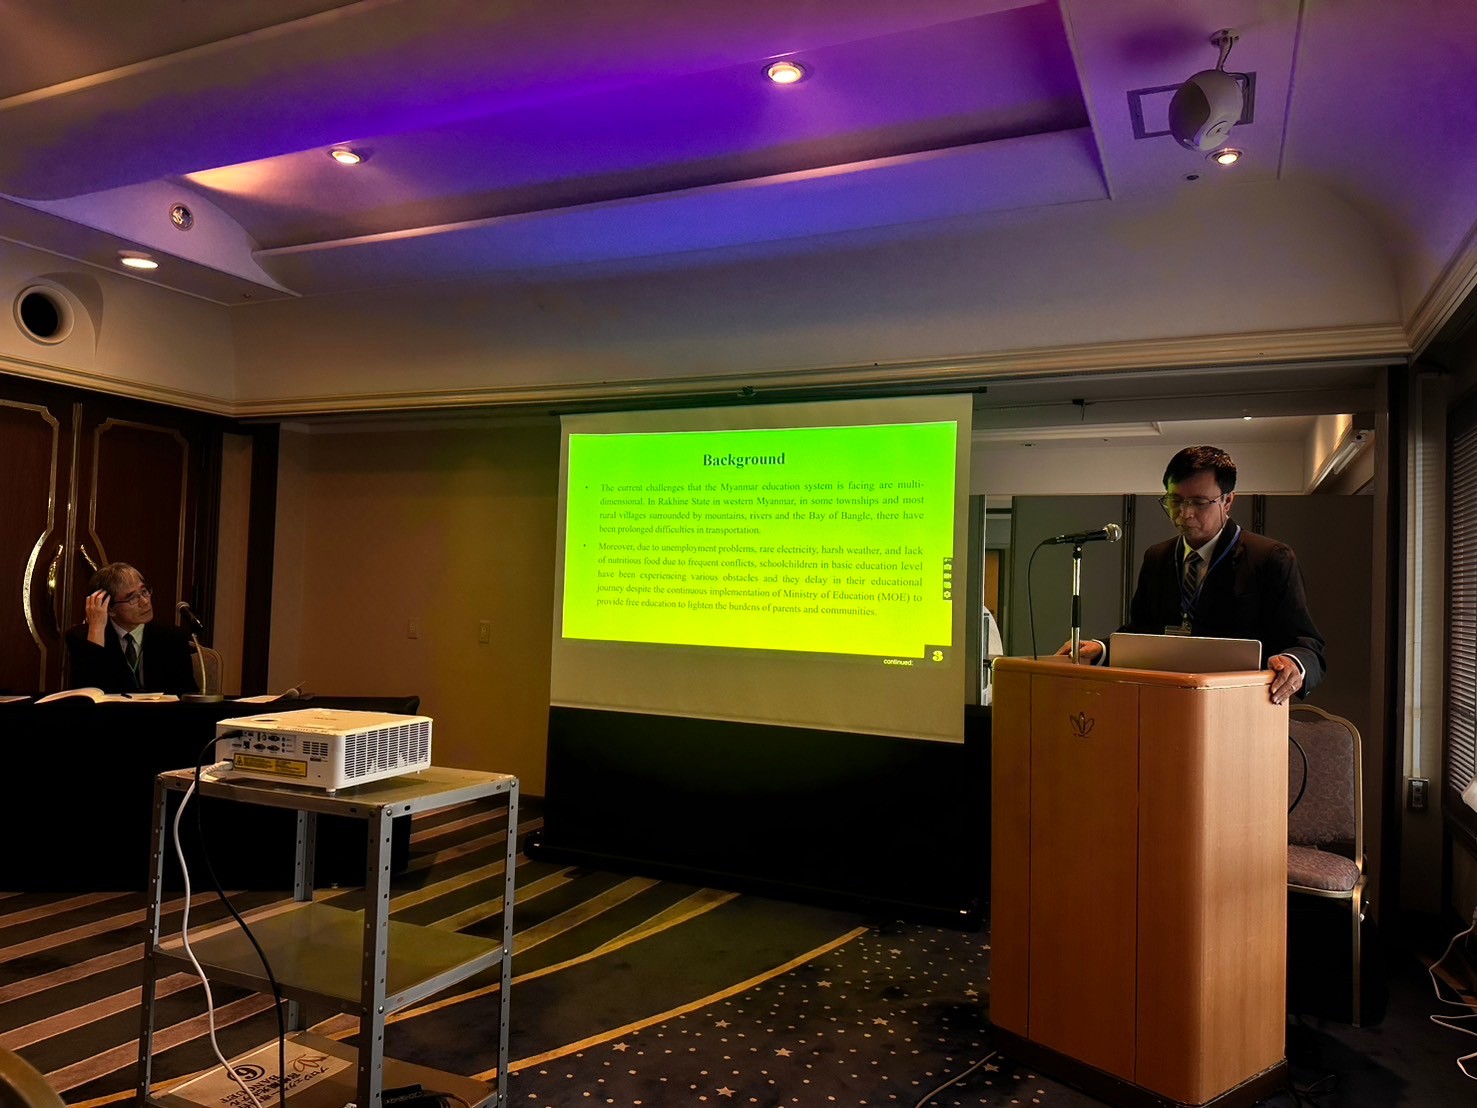 Background
• The current challenges that the Myanmar education system is facing are multi-
dimensional. In Rakhine State in western Myanmar, in some townships and most
rural villages surrounded by mountains, rivers and the Bay of Bangle, there have
been prolonged difficulties in transportation.
• Moreover, due to unemployment problems, rare electricity, harsh weather, and lack
of nutritious food due to frequent conflicts, schoolchildren in basic education level
have been experiencing various obstacles and they delay in their educational
journey despite the continuous implementation of Ministry of Education (MOE) to
provide free education to lighten the burdens of parents and communities.
continued:
3
6
BANQUET